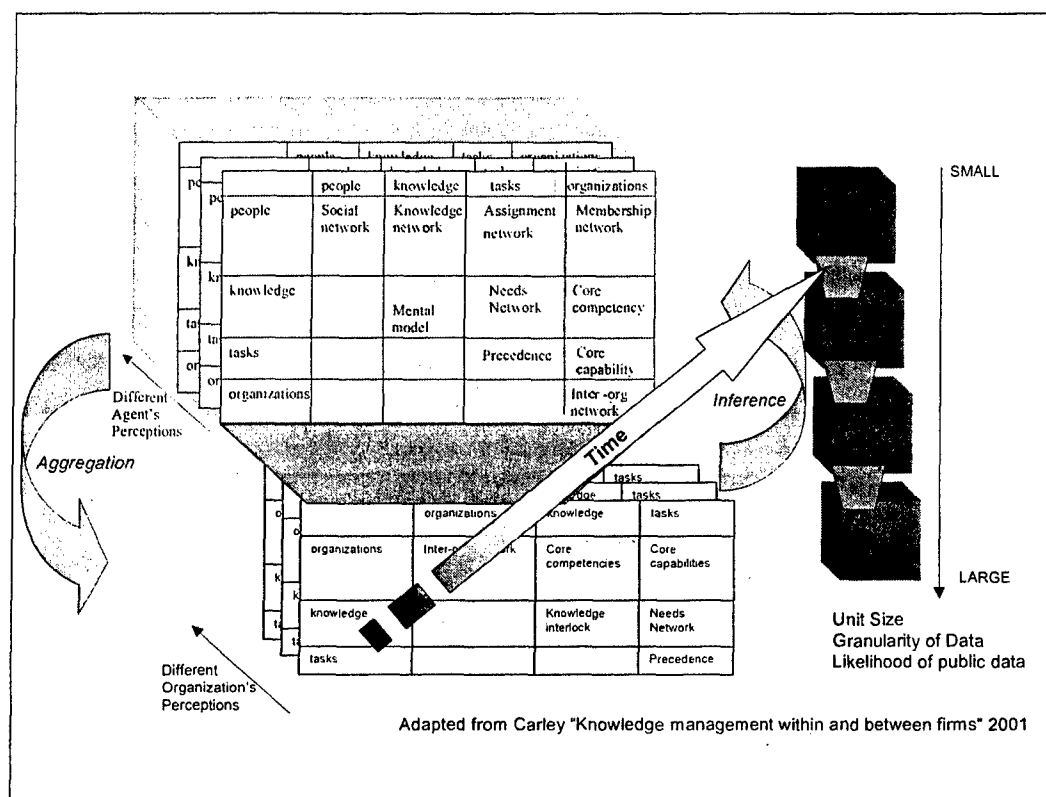 people knowledge tasks organizations
people Social network Knowledge network Assignment network Membership network
knowledge Mental model Needs Network Core competency
tasks Precedence Core capability
organizations Inter-org network
Different Agent's Perceptions
Aggregation
Time
Inference
SMALL
LARGE
Unit Size
Granularity of Data
Likelihood of public data
tasks
tasks
organizations knowledge tasks
organizations Core competencies Core capabilities
knowledge Knowledge interlock Needs Network
tasks Precedence
Different Organization's Perceptions
Adapted from Carley "Knowledge management within and between firms" 2001